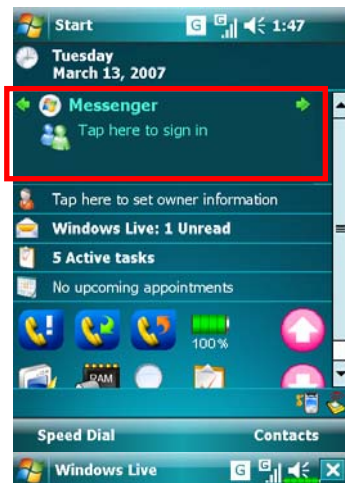 Start G G 1:47
Tuesday
March 13, 2007
Messenger
Tap here to sign in
Tap here to set owner information
Windows Live: 1 Unread
5 Active tasks
No upcoming appointments
100%
RAM
Speed Dial Contacts
Windows Live G G